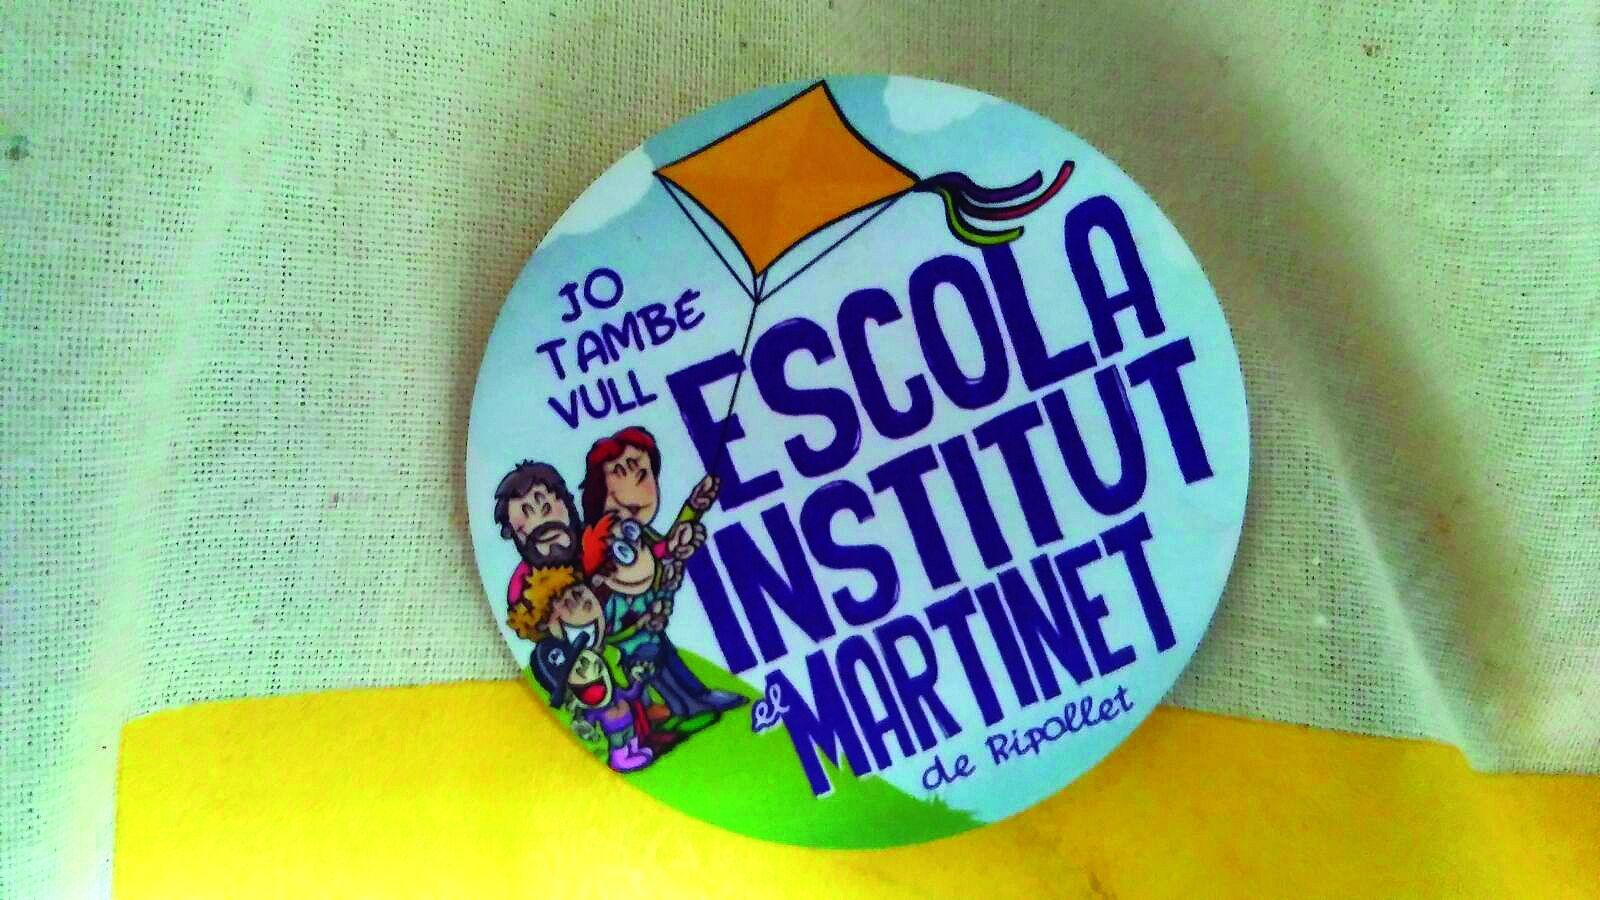 JO
TAMBÉ
VULL
ESCOLA
INSTITUT
el MARTINET
de Ripollet